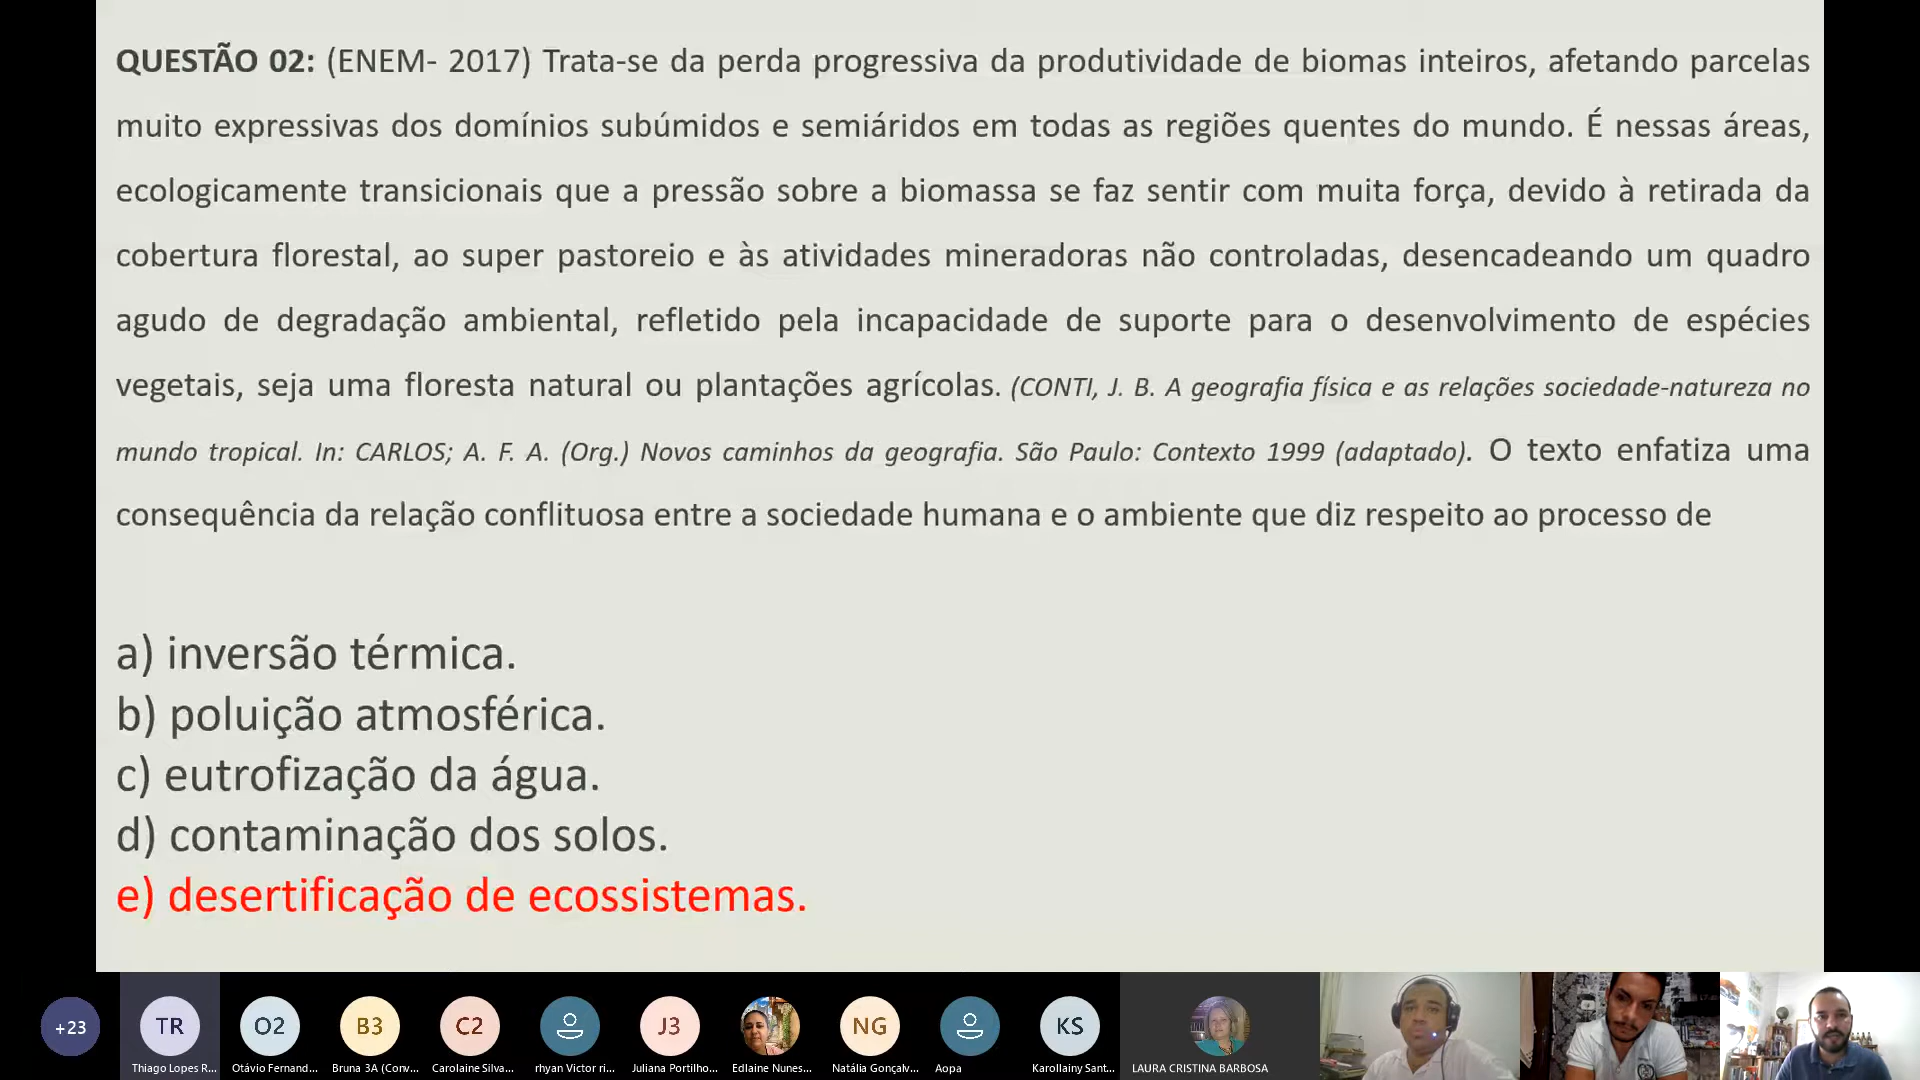 QUESTÃO 02: (ENEM- 2017) Trata-se da perda progressiva da produtividade de biomas inteiros, afetando parcelas
muito expressivas dos domínios subúmidos e semiáridos em todas as regiões quentes do mundo. É nessas áreas,
ecologicamente transicionais que a pressão sobre a biomassa se faz sentir com muita força, devido à retirada da
cobertura florestal, ao super pastoreio e às atividades mineradoras não controladas, desencadeando um quadro
agudo de degradação ambiental, refletido pela incapacidade de suporte para o desenvolvimento de espécies
vegetais, seja uma floresta natural ou plantações agrícolas. (CONTI, J. B. A geografia física e as relações sociedade-natureza no
mundo tropical. In: CARLOS; A. F. A. (Org.) Novos caminhos da geografia. São Paulo: Contexto 1999 (adaptado). O texto enfatiza uma
consequência da relação conflituosa entre a sociedade humana e o ambiente que diz respeito ao processo de
a) inversão térmica.
b) poluição atmosférica.
c) eutrofização da água.
d) contaminação dos solos.
e) desertificação de ecossistemas.
+23 TR O2 B3 C2 J3 NG KS
Thiago Lopes R... Otávio Fernand... Bruna 3A (Conv... Carolaine Silva... rhyan Victor ri... Juliana Portilho... Edlaine Nunes... Natália Gonçalv... Aopa Karollainy Sant... LAURA CRISTINA BARBOSA